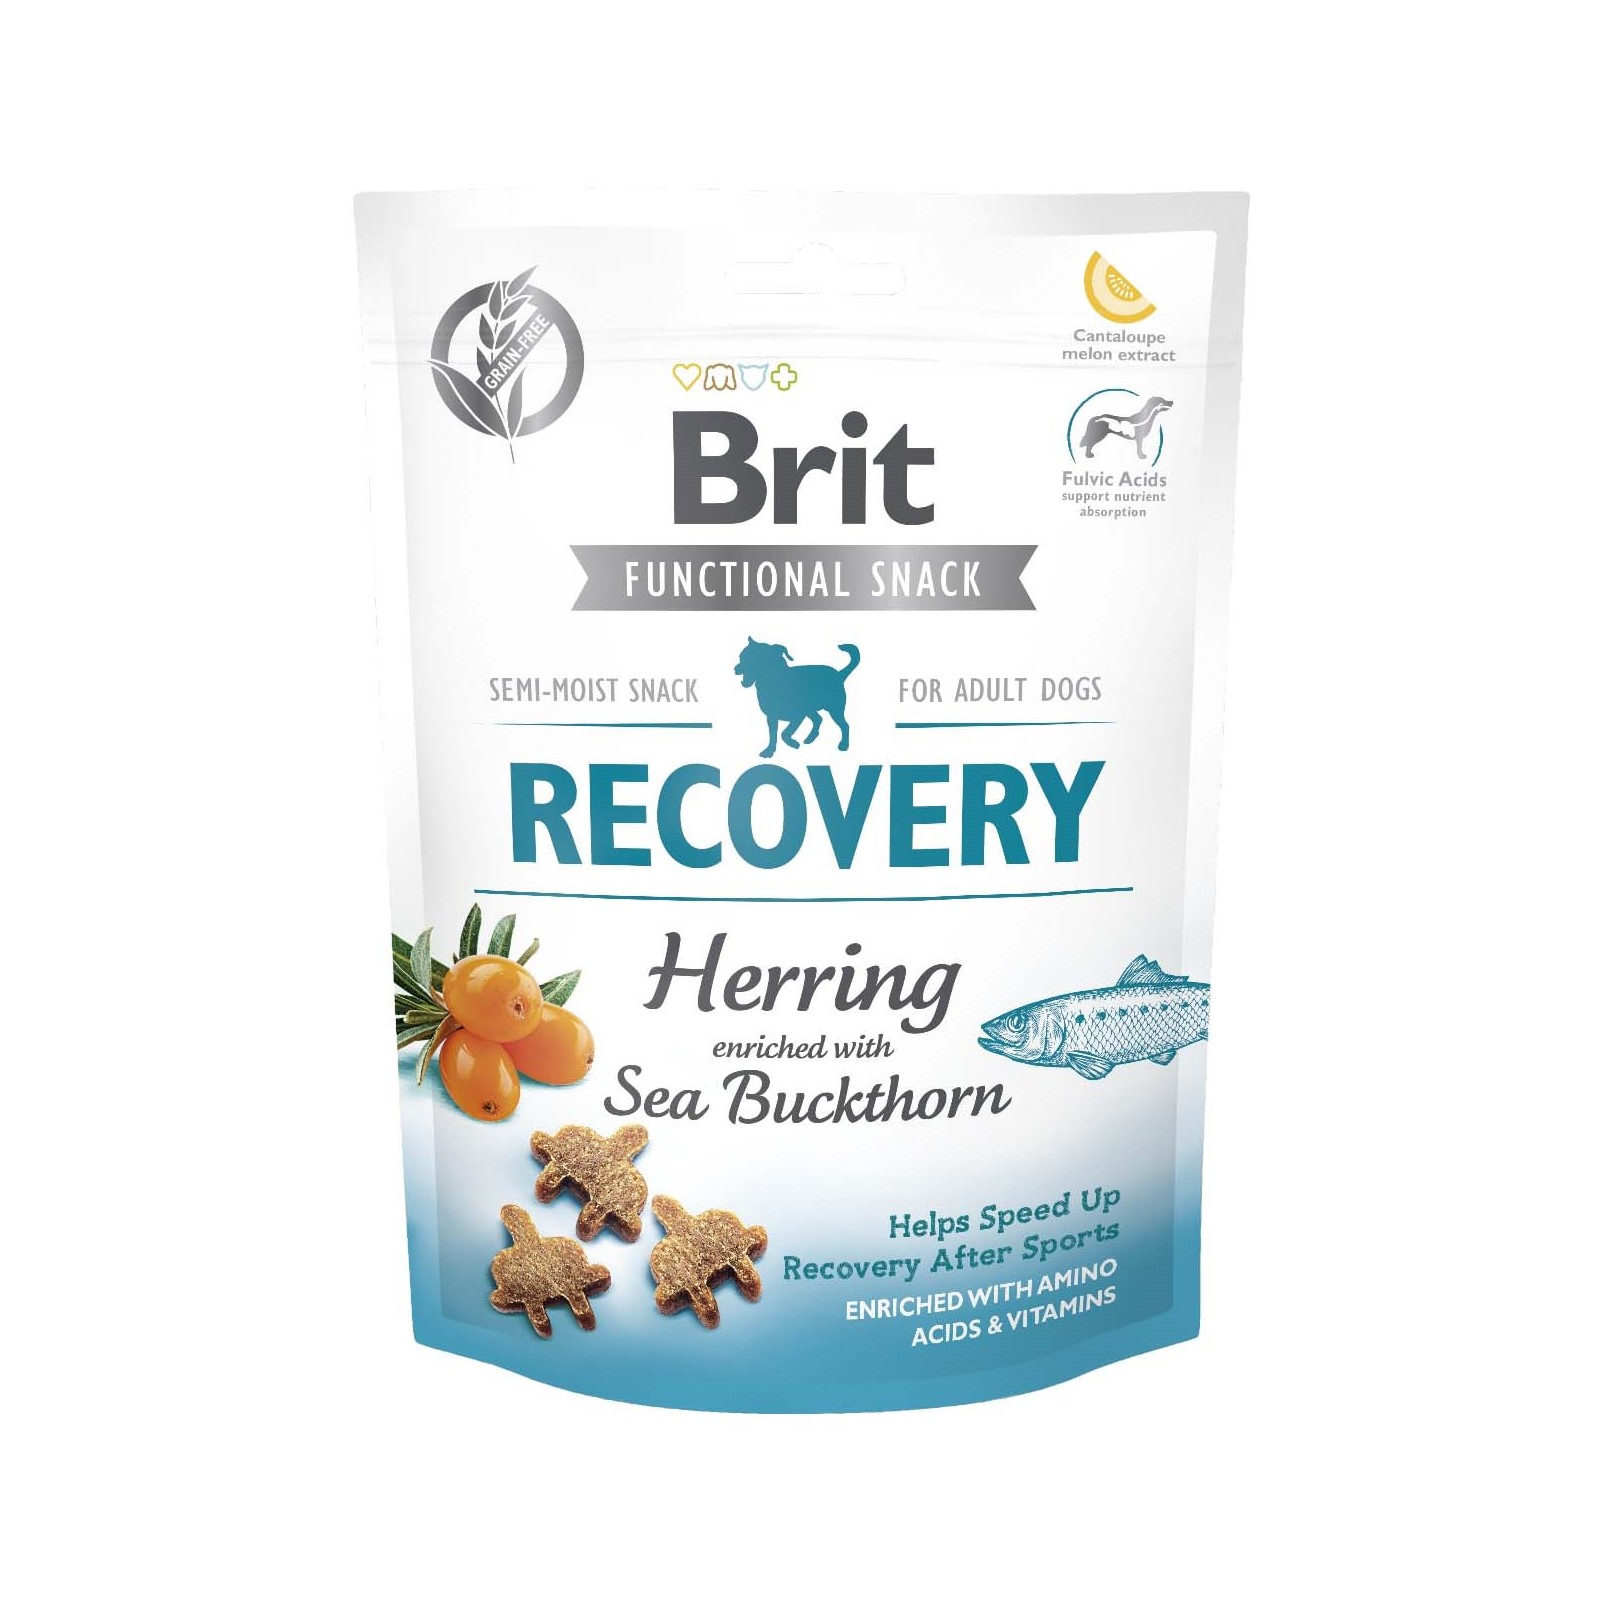 GRAIN-FREE
Cantaloupe
melon extract
Brit
Fulvic Acids
support nutrient
absorption
FUNCTIONAL SNACK
SEMI-MOIST SNACK
FOR ADULT DOGS
RECOVERY
Herring
enriched with
Sea Buckthorn
Helps Speed Up
Recovery After Sports
ENRICHED WITH AMINO
ACIDS & VITAMINS